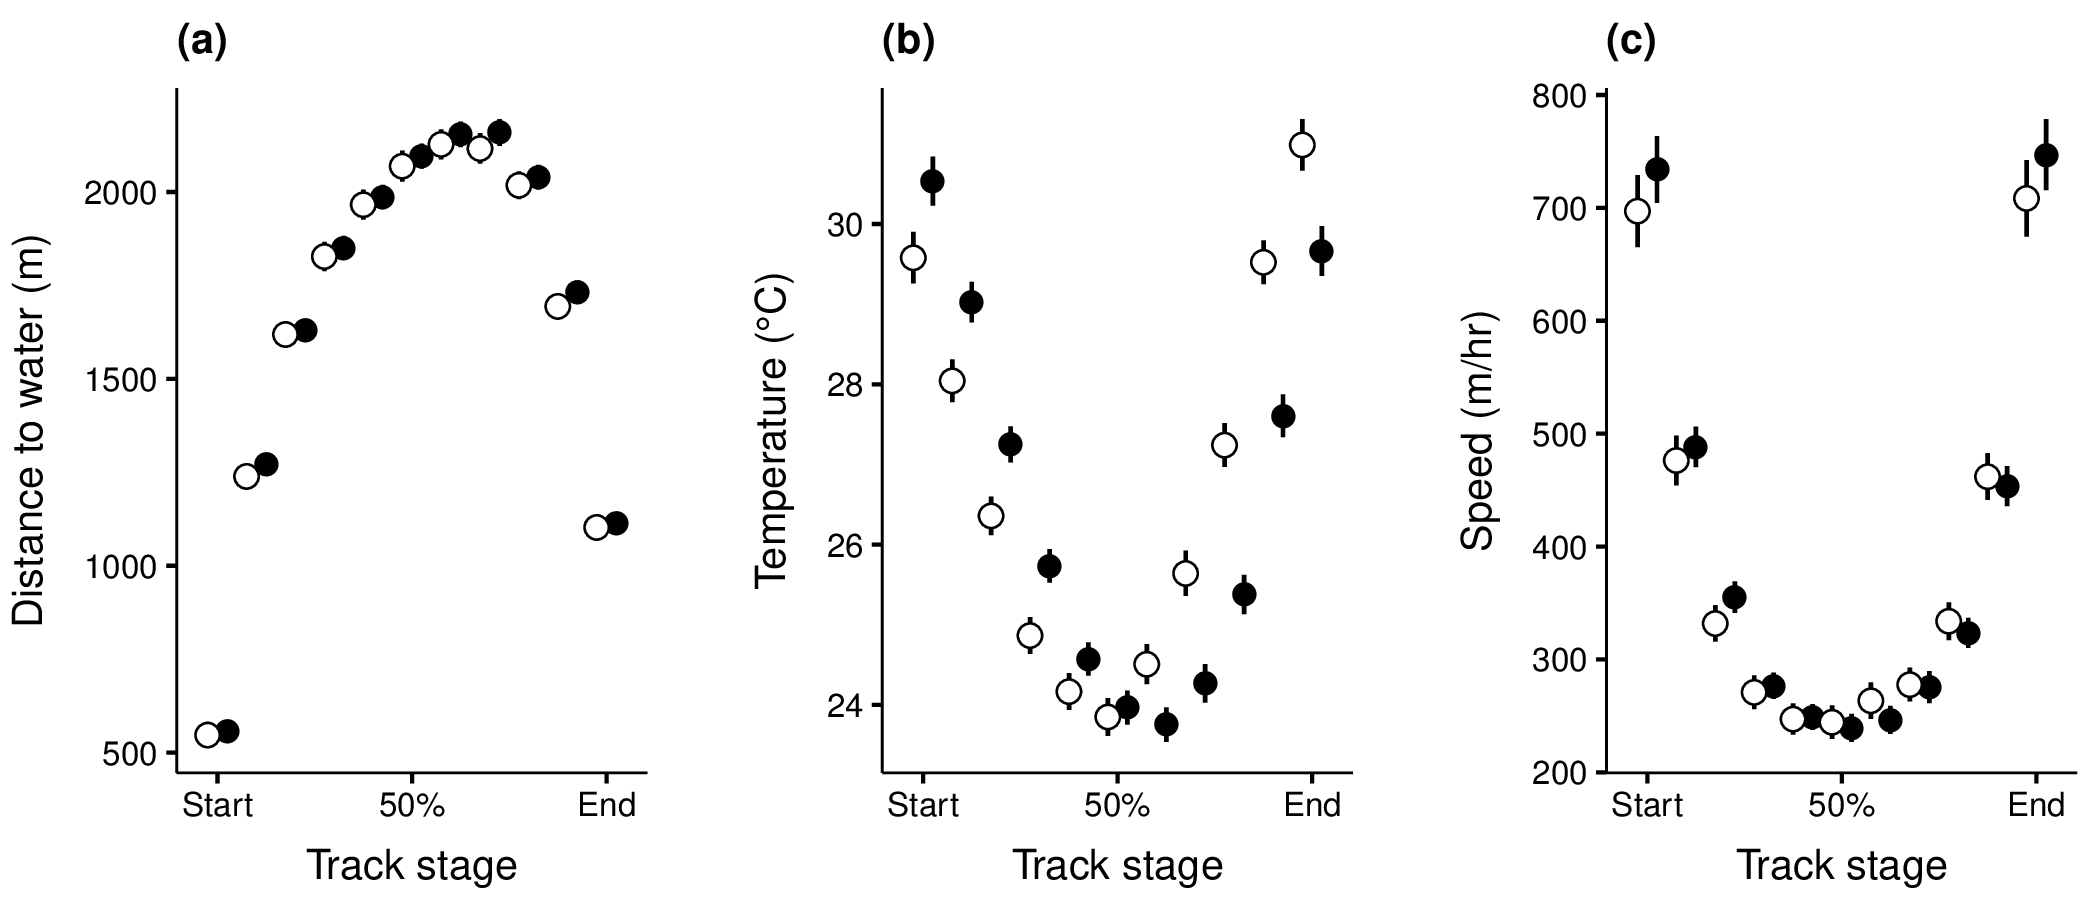 (a)
Distance to water (m)
2000
1500
1000
500
Start 50% End
Track stage
(b)
Temperature (°C)
30
28
26
24
Start 50% End
Track stage
(c)
Speed (m/hr)
800
700
600
500
400
300
200
Start 50% End
Track stage